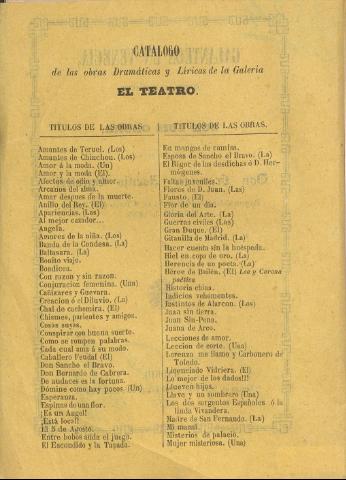 CATALOGO
de las obras Dramáticas y Líricas de la Galería
EL TEATRO.
TITULOS DE LAS OBRAS.
Amantes de Teruel. (Los)
Amantes de Chinchon. (Los)
Amor á la moda. (Un)
Amor y la moda (El).
Afectos de odio y amor.
Arcanos del alma.
Amar despues de la muerte.
Anillo del Rey. (El)
Apariencias. (Las)
Al mejor cazador...
Angela.
Amores de la niña. (Los)
Banda de la Condesa. (La)
Baltasara. (La)
Bonito viaje.
Boadicea.
Con razon y sin razon.
Conjuracion femenina. (Una)
Cañizares y Guevara.
Creacion ó el Diluvio. (La)
Chal de cachemira. (El)
Chismes, parientes y amigos.
Cosas suyas.
Conspirar con buena suerte.
Como se rompen palabras.
Cada cual ama á su modo.
Caballero Feudal (El)
Don Sancho el Bravo.
Don Bernardo de Cabrera.
De audaces es la fortuna.
Dómine como hay pocos (Un)
Esperanza.
Espinas de una flor.
¡Es un Angel!
¡Está loca!!
El 5 de Agosto.
Entre bobos anda el juego.
El Escondido y la Tapada.
TITULOS DE LAS OBRAS.
En mangas de camisa.
Esposa de Sancho el Bravo. (La)
El Rigor de las desdichas ó D. Her-
mógenes.
Faltas juveniles.
Flores de D. Juan. (Las)
Fausto. (El)
Flor de un dia.
Gloria del Arte. (La)
Guerras civiles (Las)
Gran Duque. (El)
Gitanilla de Madrid. (La)
Hacer cuenta sin la huéspeda.
Hiel en copa de oro. (La)
Herencia de un poeta. (La)
Héroe de Bailén. (El) Loa y Corona
poética
Historia china.
Indicios vehementes.
Instintos de Alarcon. (Los)
Juan sin tierra.
Juan Sin-Pena.
Juana de Arco.
Lecciones de amor.
Leccion de corte. (Una)
Lorenzo me llamo y Carbonero de
Toledo.
Licenciado Vidriera. (El)
Lo mejor de los dados!!!
Llueven hijos.
Llave y un sombrero (Una)
Los dos sargentos Españoles ó la
linda Vivandera.
Madre de San Fernando. (La)
Mi mamá.
Misterios de palacio.
Mujer misteriosa. (Una)